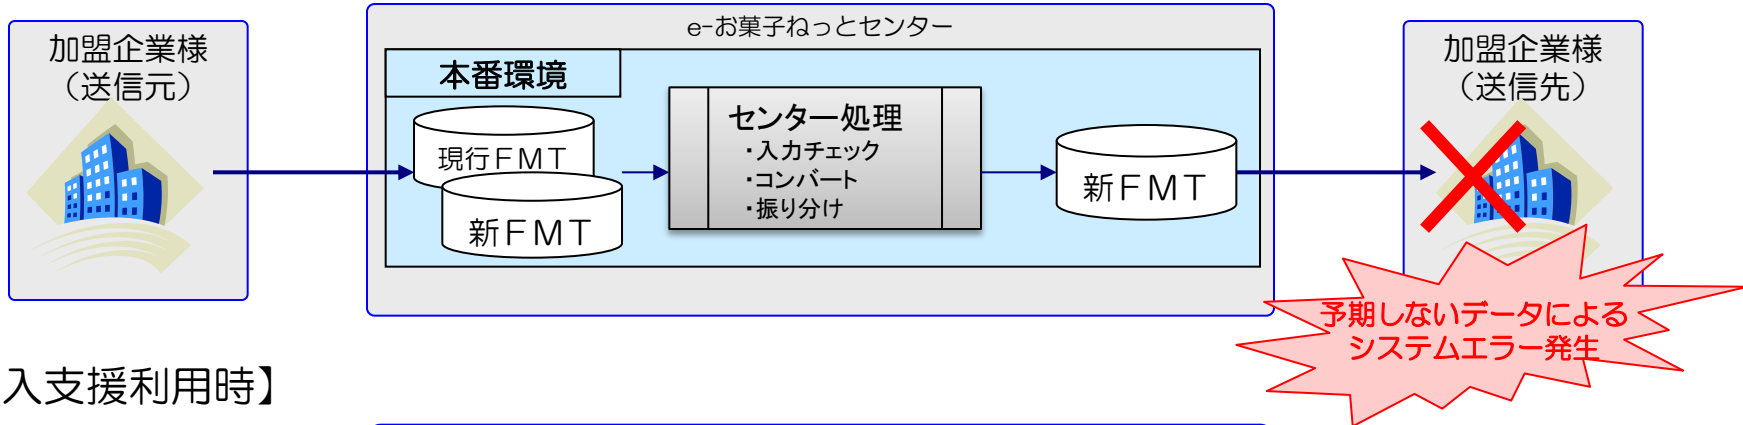 e-お菓子ねっとセンター
加盟企業様
（送信元）
本番環境
現行ＦＭＴ
新ＦＭＴ
センター処理
・入力チェック
・コンバート
・振り分け
新ＦＭＴ
加盟企業様
（送信先）
予期しないデータによる
システムエラー発生
入支援利用時】